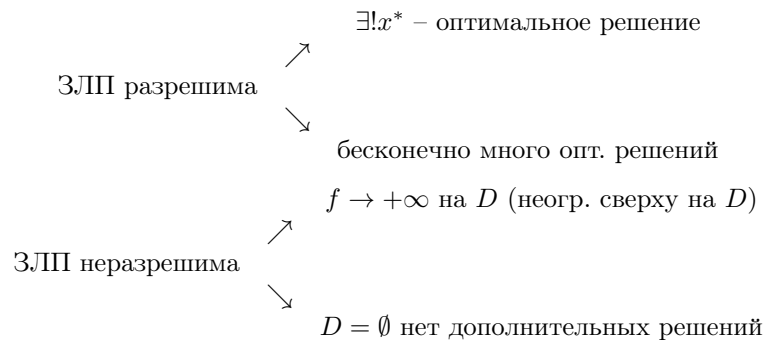 ∃!x* – оптимальное решение
ЗЛП разрешима
бесконечно много опт. решений
f → +∞ на D (неогр. сверху на D)
ЗЛП неразрешима
D = ∅ нет дополнительных решений